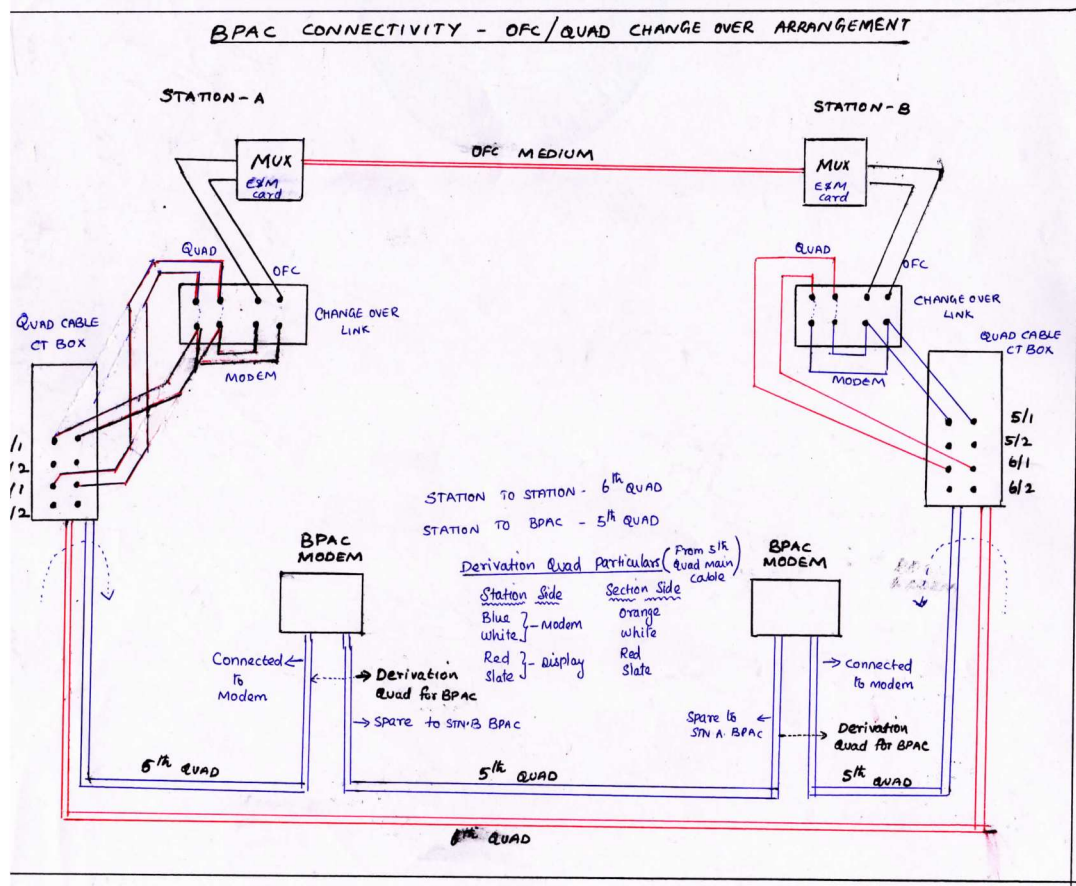 BPAC CONNECTIVITY - OFC/QUAD CHANGE OVER ARRANGEMENT
STATION-A
STATION-B
MUX
E&M
card
OFC MEDIUM
MUX
E&M
card
QUAD
OFC
QUAD
OFC
CHANGE OVER
LINK
CHANGE OVER
LINK
QUAD CABLE
CT BOX
QUAD CABLE
CT BOX
MODEM
MODEM
/1
/2
/1
/2
5/1
5/2
6/1
6/2
STATION TO STATION - 6th QUAD
STATION TO BPAC - 5th QUAD
BPAC
MODEM
BPAC
MODEM
Derivation Quad Particulars (From 5th
Quad main
cable
Station Side
Section Side
Blue
White } - Modem
Orange
White
Red
Slate } - Display
Red
Slate
Connected
to
Modem
Derivation
Quad for BPAC
Spare to STN.B BPAC
Spare to
STN A. BPAC
Connected
to Modem
Derivation
Quad for BPAC
5th QUAD
5th QUAD
5th QUAD
QUAD